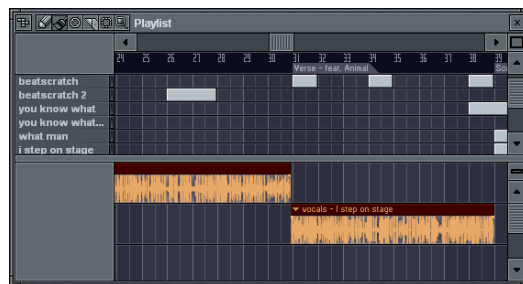 Playlist
24 25 26 27 28 29 30 31 32 33 34 35 36 37 38 39
Verse - feat. Animal
beatscratch
beatscratch 2
you know what
you know what...
what man
i step on stage
vocals - I step on stage